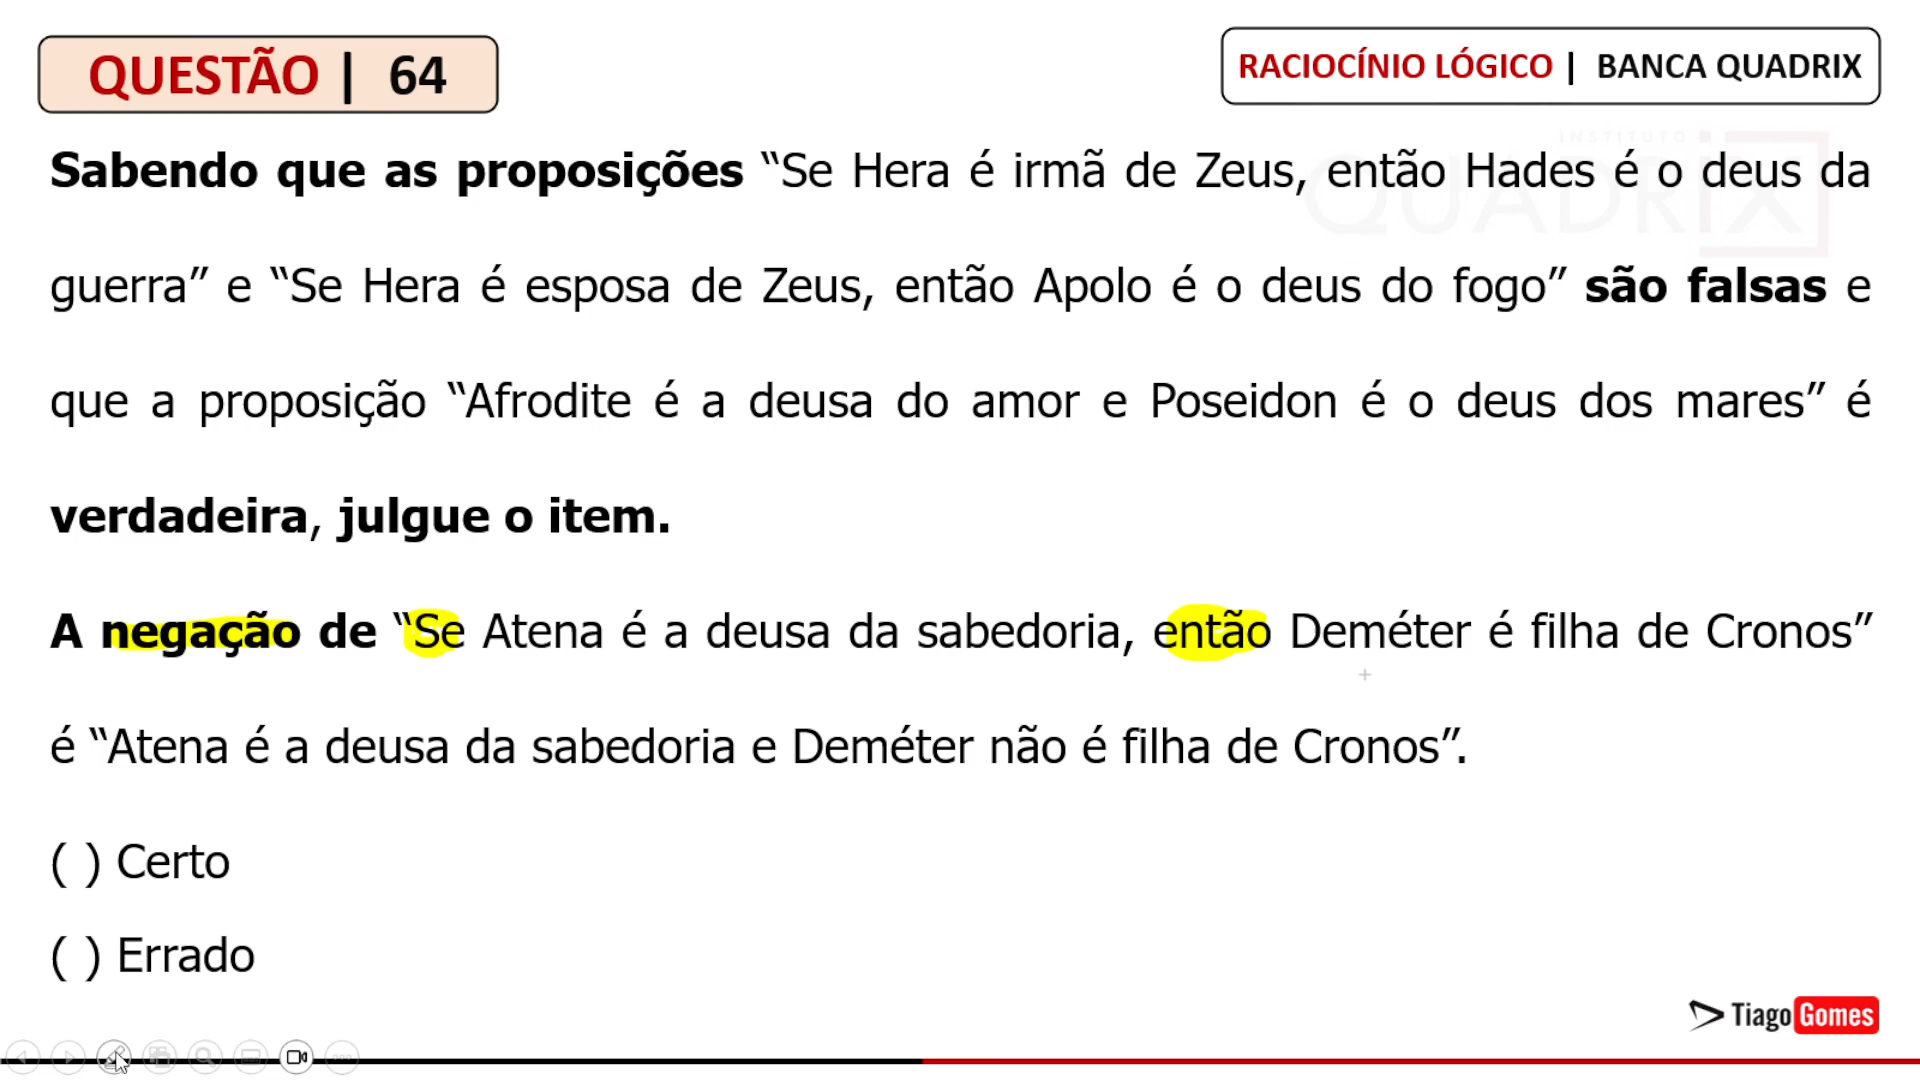 QUESTÃO | 64
RACIOCÍNIO LÓGICO | BANCA QUADRIX
INSTITUTO
QUADRIX
Sabendo que as proposições “Se Hera é irmã de Zeus, então Hades é o deus da
guerra” e “Se Hera é esposa de Zeus, então Apolo é o deus do fogo” são falsas e
que a proposição “Afrodite é a deusa do amor e Poseidon é o deus dos mares” é
verdadeira, julgue o item.
A negação de “Se Atena é a deusa da sabedoria, então Deméter é filha de Cronos”
é “Atena é a deusa da sabedoria e Deméter não é filha de Cronos”.
( ) Certo
( ) Errado
Tiago Gomes